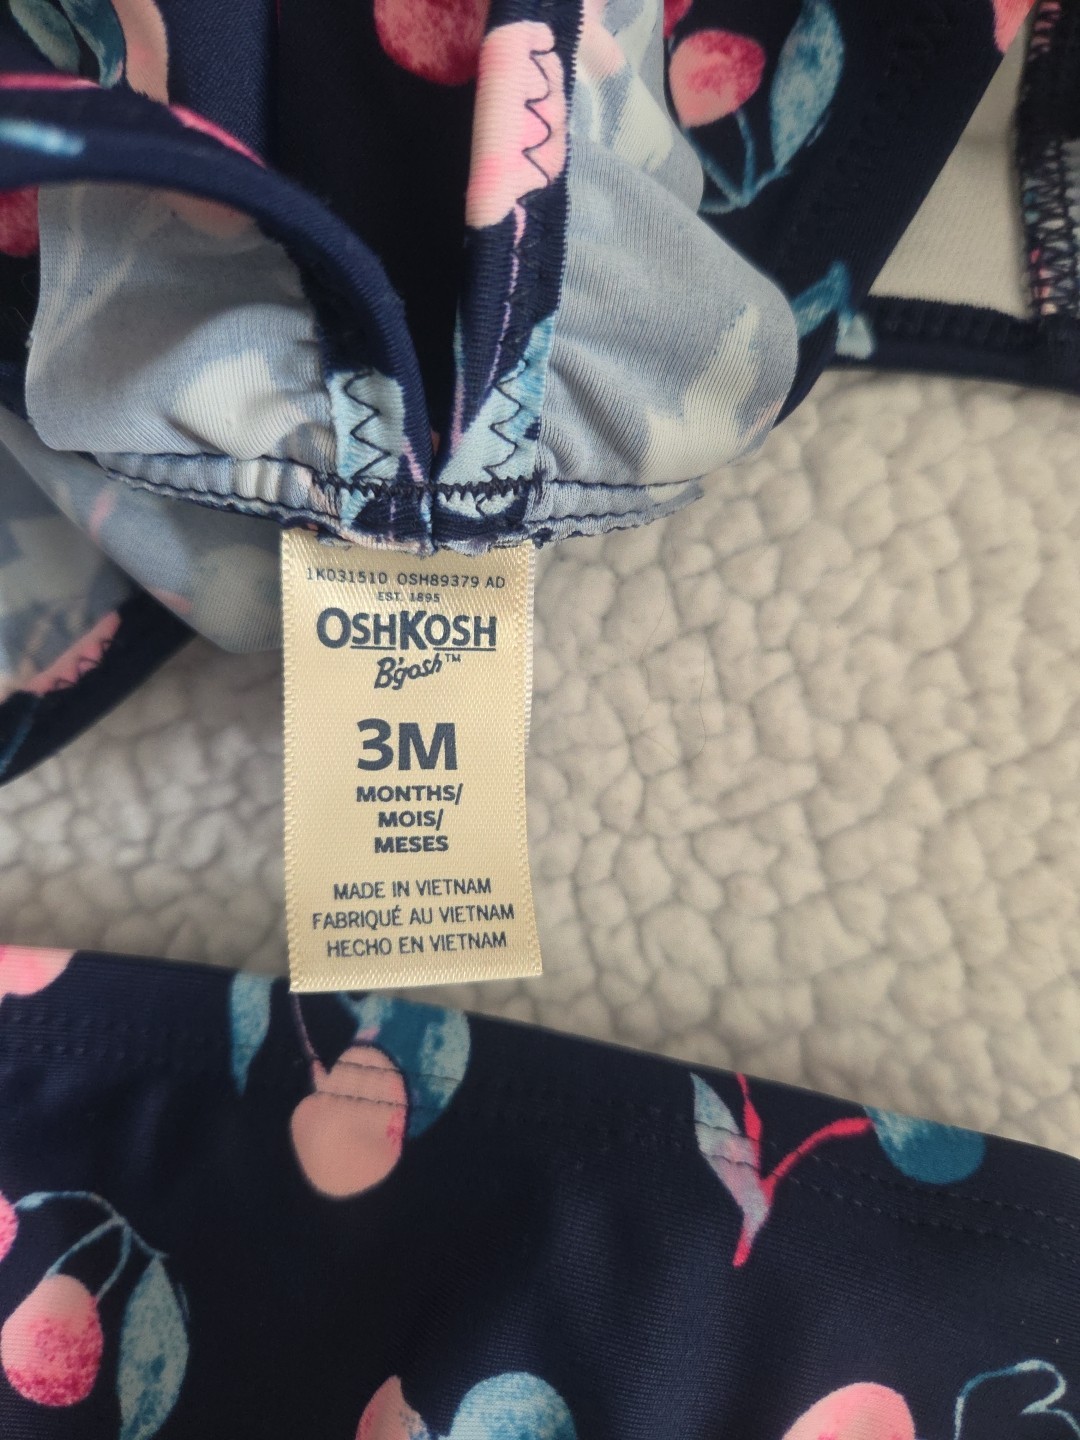 1K031510 OSH89379 AD
EST. 1895
OSHKOSH
B'gosh™
3M
MONTHS/
MOIS/
MESES
MADE IN VIETNAM
FABRIQUÉ AU VIETNAM
HECHO EN VIETNAM